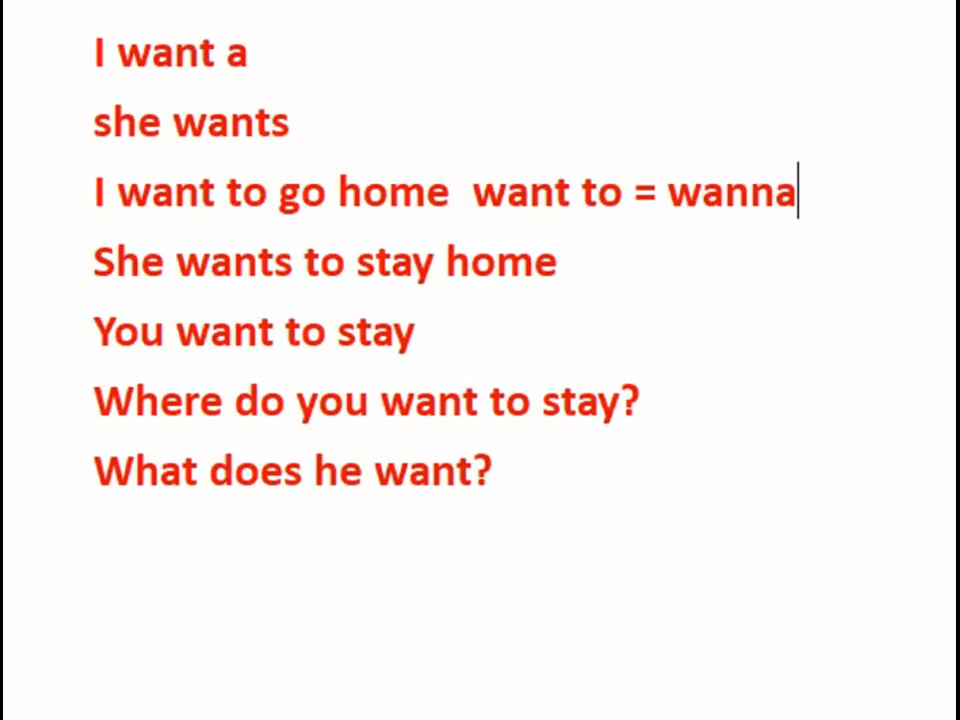 I want a
she wants
I want to go home  want to = wanna
She wants to stay home
You want to stay
Where do you want to stay?
What does he want?